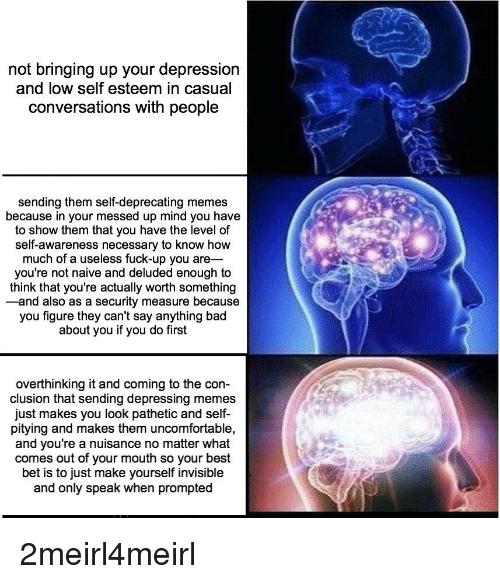 not bringing up your depression
and low self esteem in casual
conversations with people
sending them self-deprecating memes
because in your messed up mind you have
to show them that you have the level of
self-awareness necessary to know how
much of a useless fuck-up you are—
you're not naive and deluded enough to
think that you're actually worth something
—and also as a security measure because
you figure they can't say anything bad
about you if you do first
overthinking it and coming to the con-
clusion that sending depressing memes
just makes you look pathetic and self-
pitying and makes them uncomfortable,
and you're a nuisance no matter what
comes out of your mouth so your best
bet is to just make yourself invisible
and only speak when prompted
2meirl4meirl